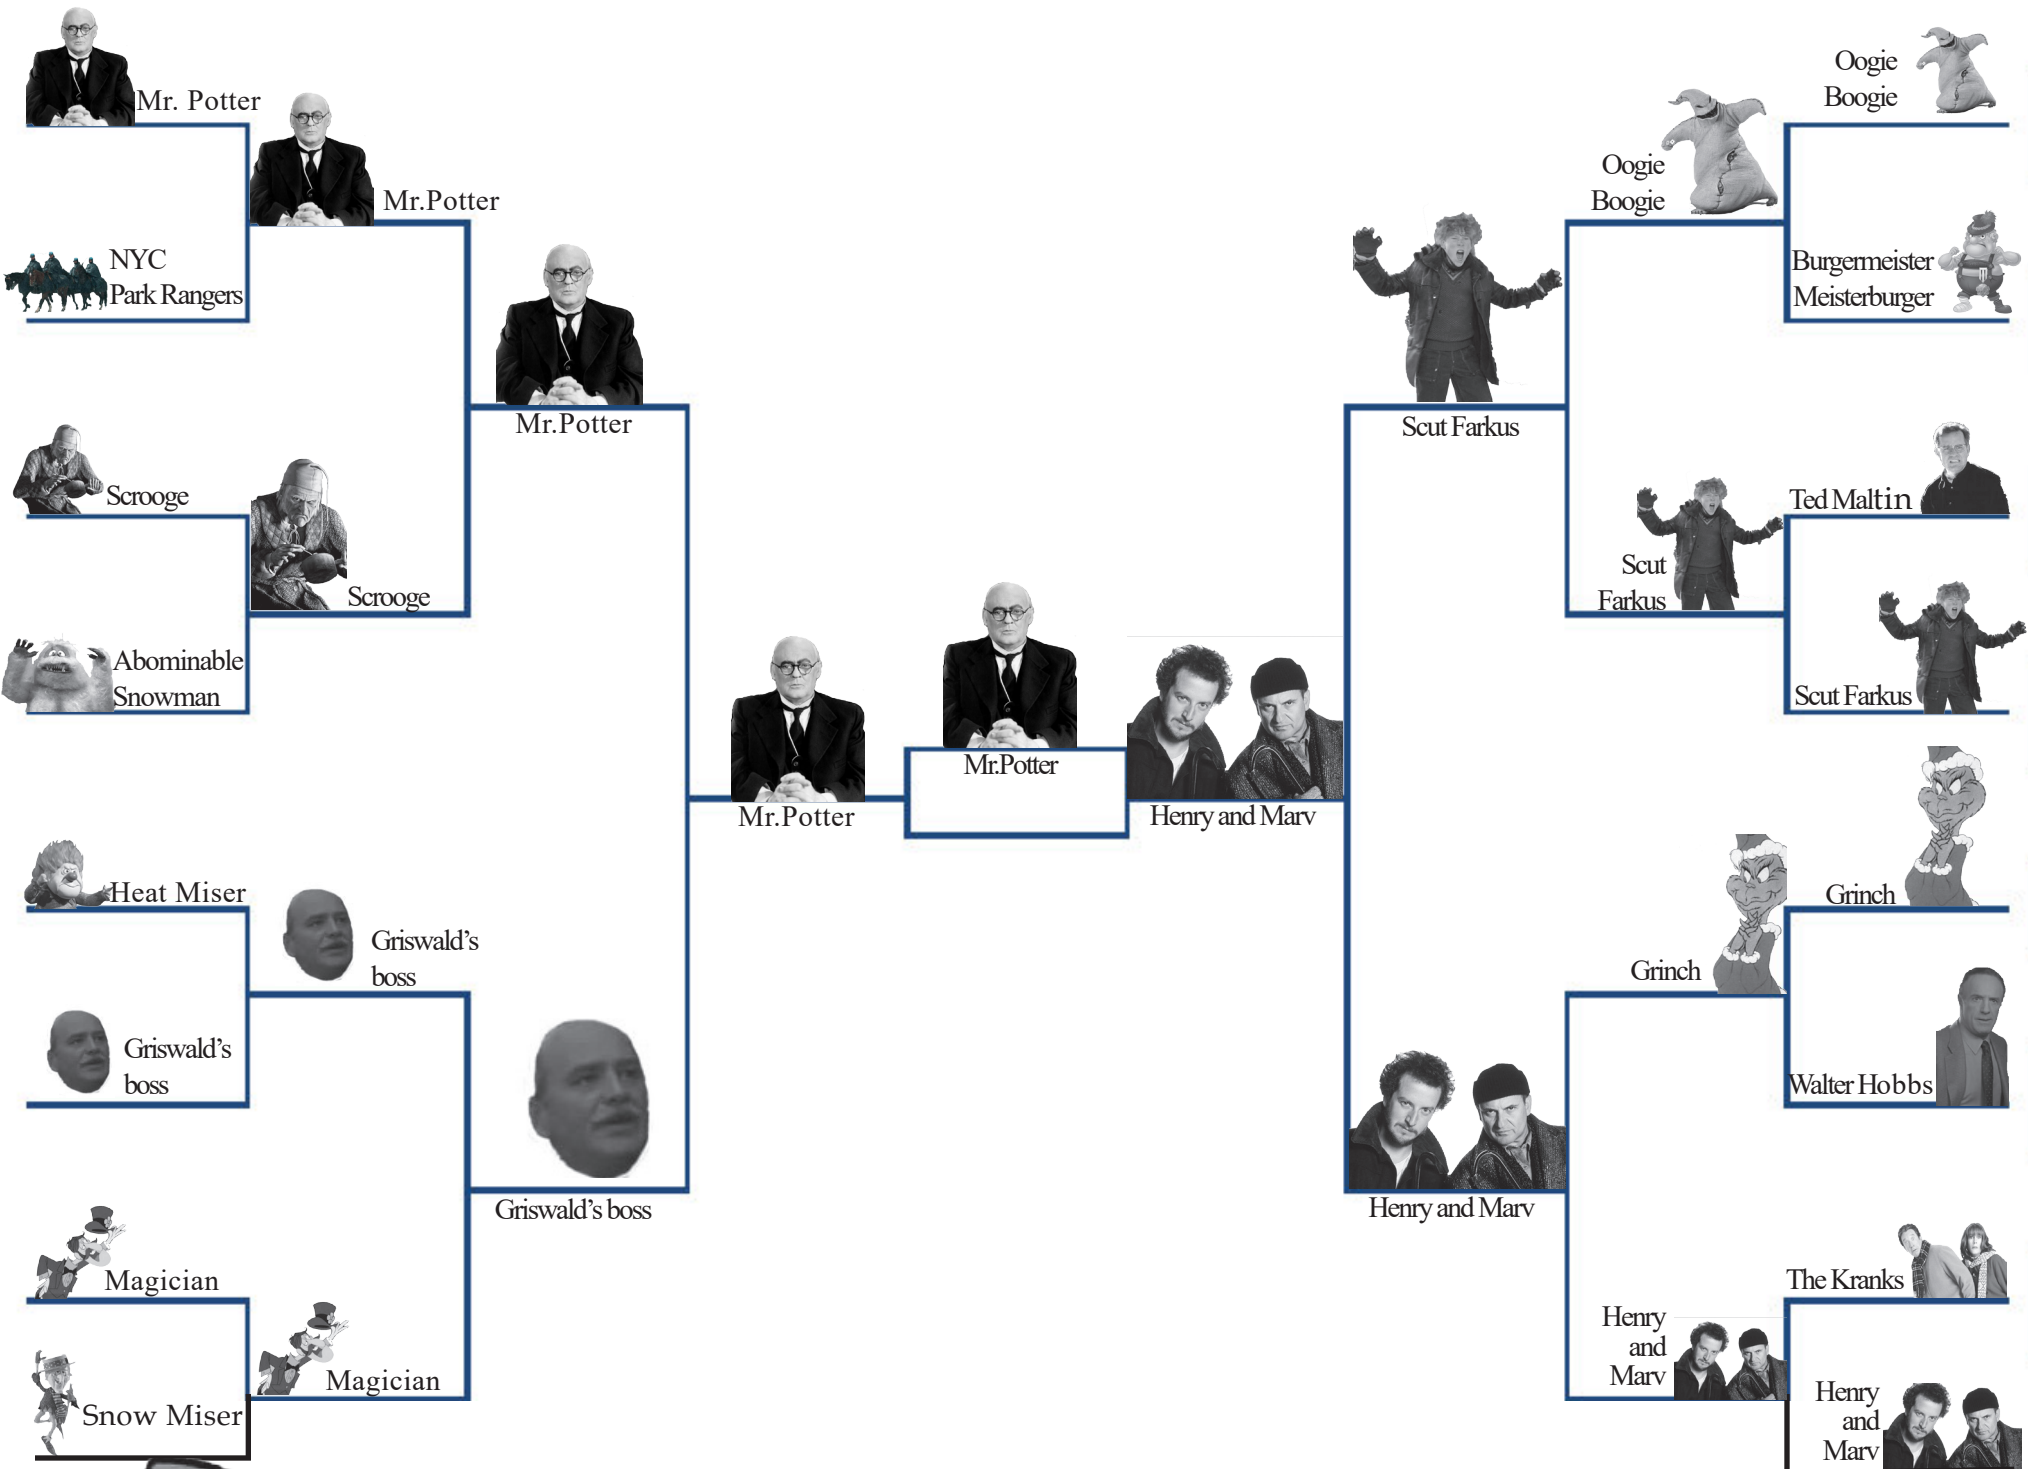 Mr. Potter
NYC
Park Rangers
Scrooge
Abominable
Snowman
Heat Miser
Griswald’s
boss
Magician
Snow Miser
Mr.Potter
Scrooge
Griswald’s
boss
Magician
Mr.Potter
Griswald’s boss
Mr.Potter
Mr.Potter
Henry and Marv
Scut Farkus
Henry and Marv
Oogie
Boogie
Scut
Farkus
Grinch
Henry
and
Marv
Oogie
Boogie
Burgermeister
Meisterburger
Ted Maltin
Scut Farkus
Grinch
Walter Hobbs
The Kranks
Henry
and
Marv